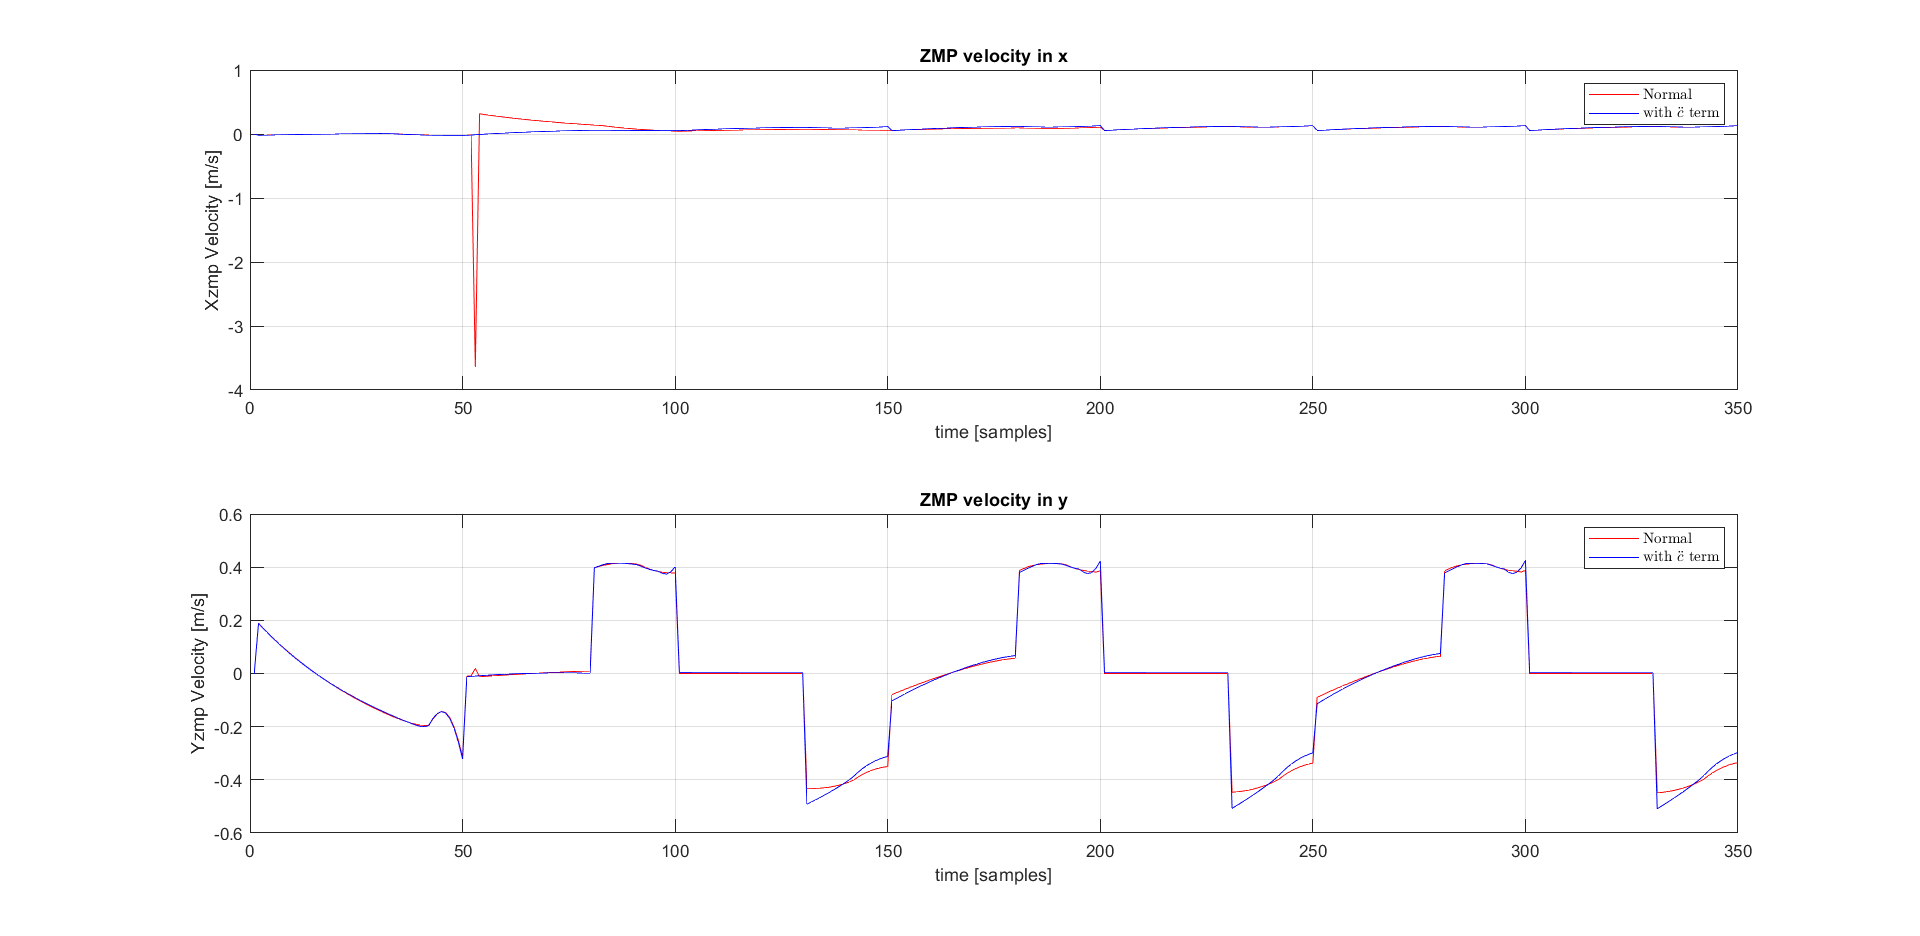 ZMP velocity in x
Xzmp Velocity [m/s]
1
0
-1
-2
-3
-4
Normal
with c̈ term
0 50 100 150 200 250 300 350
time [samples]
ZMP velocity in y
Yzmp Velocity [m/s]
0.6
0.4
0.2
0
-0.2
-0.4
-0.6
Normal
with c̈ term
0 50 100 150 200 250 300 350
time [samples]